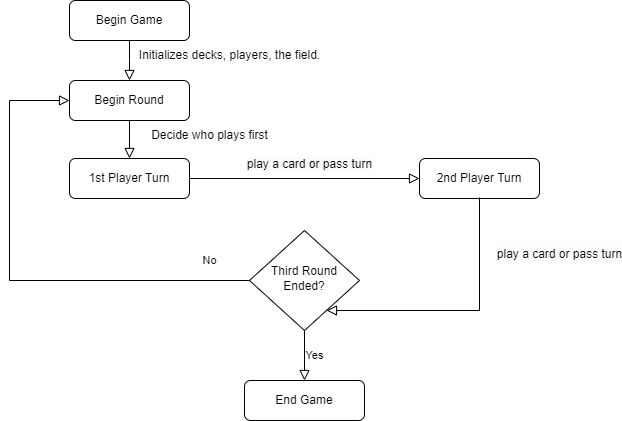 Begin Game
Initializes decks, players, the field.
Begin Round
Decide who plays first
1st Player Turn
play a card or pass turn
2nd Player Turn
play a card or pass turn
No
Third Round
Ended?
Yes
End Game